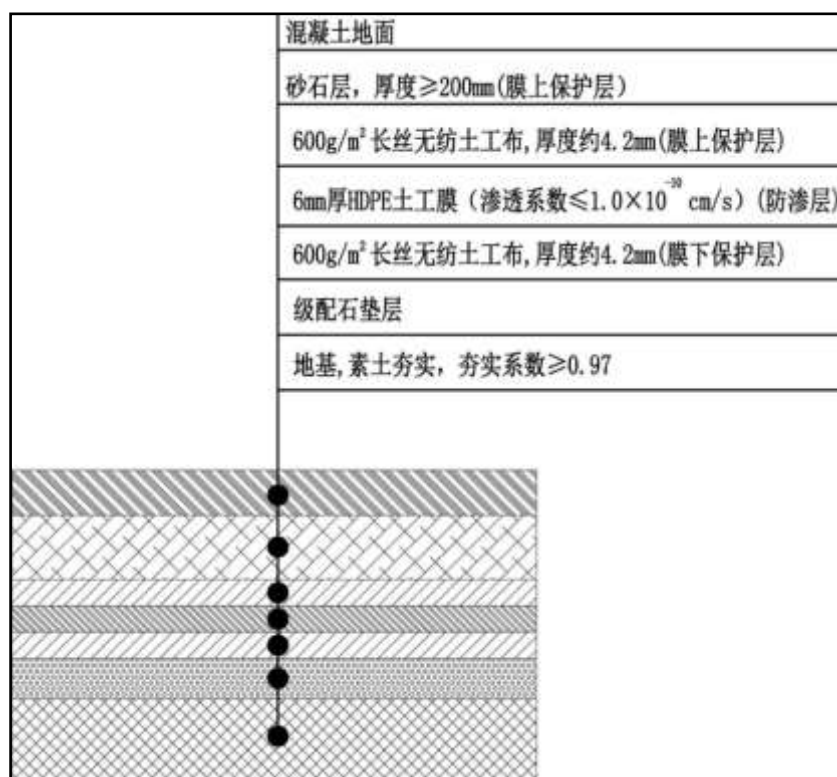 混凝土地面
砂石层，厚度≥200mm(膜上保护层）
600g/m²长丝无纺土工布,厚度约4.2mm(膜上保护层)
6mm厚HDPE土工膜（渗透系数≤1.0×10⁻¹⁰ cm/s）(防渗层)
600g/m²长丝无纺土工布,厚度约4.2mm(膜下保护层)
级配石垫层
地基,素土夯实，夯实系数≥0.97